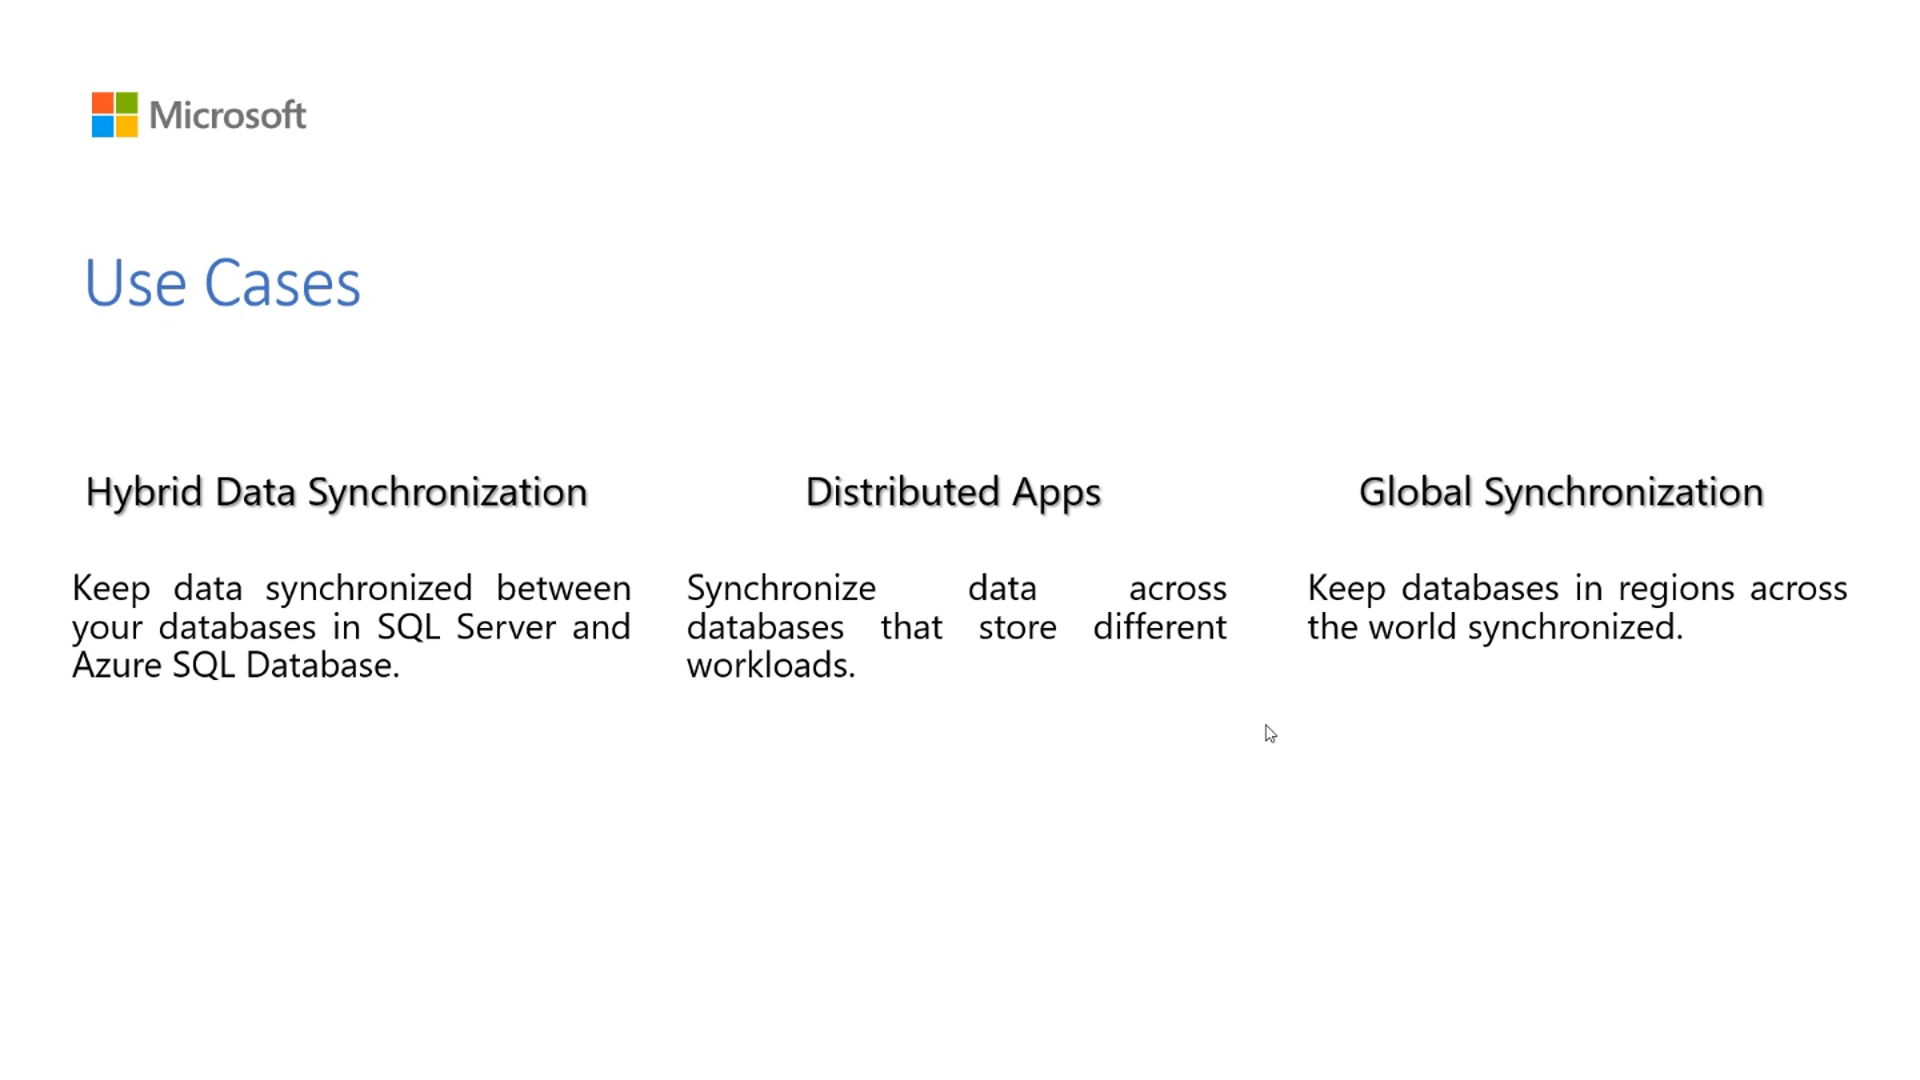 Microsoft
Use Cases
Hybrid Data Synchronization
Keep data synchronized between
your databases in SQL Server and
Azure SQL Database.
Distributed Apps
Synchronize data across
databases that store different
workloads.
Global Synchronization
Keep databases in regions across
the world synchronized.